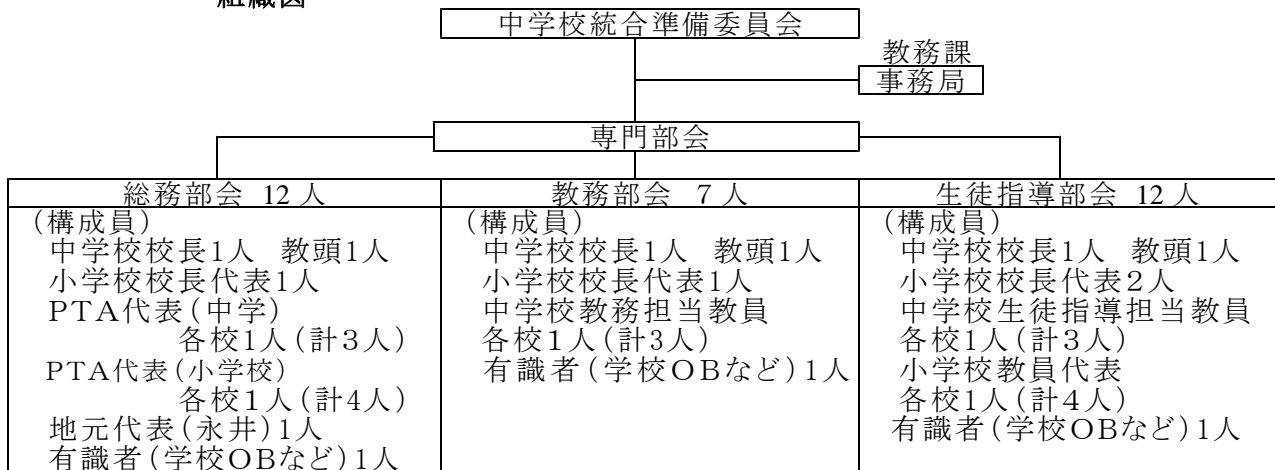 組織図
中学校統合準備委員会
教務課
事務局
専門部会
総務部会 12人
(構成員)
中学校校長1人 教頭1人
小学校校長代表1人
PTA代表(中学)
各校1人(計3人)
PTA代表(小学校)
各校1人(計4人)
地元代表(永井)1人
有識者(学校OBなど)1人
教務部会 7人
(構成員)
中学校校長1人 教頭1人
小学校校長代表1人
中学校教務担当教員
各校1人(計3人)
有識者(学校OBなど)1人
生徒指導部会 12人
(構成員)
中学校校長1人 教頭1人
小学校校長代表2人
中学校生徒指導担当教員
各校1人(計3人)
小学校教員代表
各校1人(計4人)
有識者(学校OBなど)1人